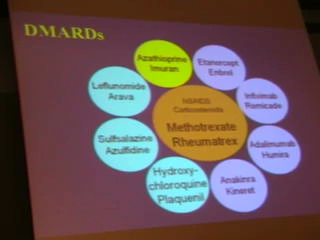 DMARDs
Azathioprine
Imuran
Etanercept
Enbrel
Leflunomide
Arava
Infliximab
Remicade
NSAIDS
Corticosteroids
Methotrexate
Rheumatrex
Sulfsalazine
Azulfidine
Adalimumab
Humira
Hydroxy-
chloroquine
Plaquenil
Anakinra
Kineret